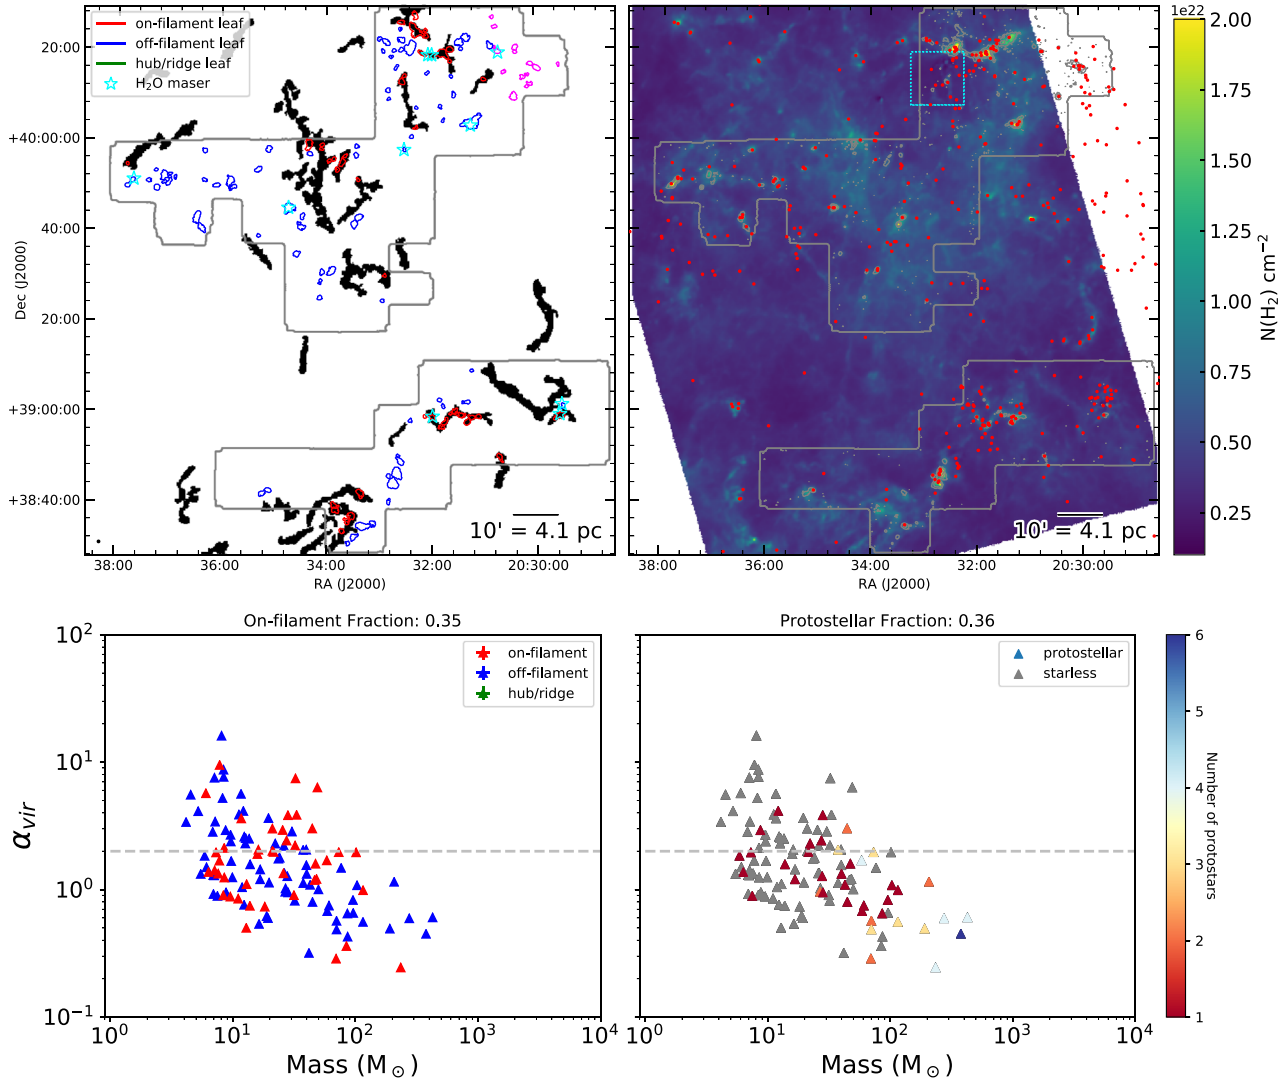 on-filament leaf
off-filament leaf
hub/ridge leaf
H₂O maser
20:00
+40:00:00
40:00
20:00
+39:00:00
+38:40:00
Dec (J2000)
10' = 4.1 pc
38:00
36:00
34:00
32:00
20:30:00
RA (J2000)
10' = 4.1 pc
38:00
36:00
34:00
32:00
20:30:00
RA (J2000)
1e22
2.00
1.75
1.50
1.25
1.00
0.75
0.50
0.25
N(H₂) cm⁻²
On-filament Fraction: 0.35
on-filament
off-filament
hub/ridge
10²
10¹
10⁰
10⁻¹
α_vir
10⁰
10¹
10²
10³
10⁴
Mass (M☉)
Protostellar Fraction: 0.36
protostellar
starless
10⁰
10¹
10²
10³
10⁴
Mass (M☉)
6
5
4
3
2
1
Number of protostars